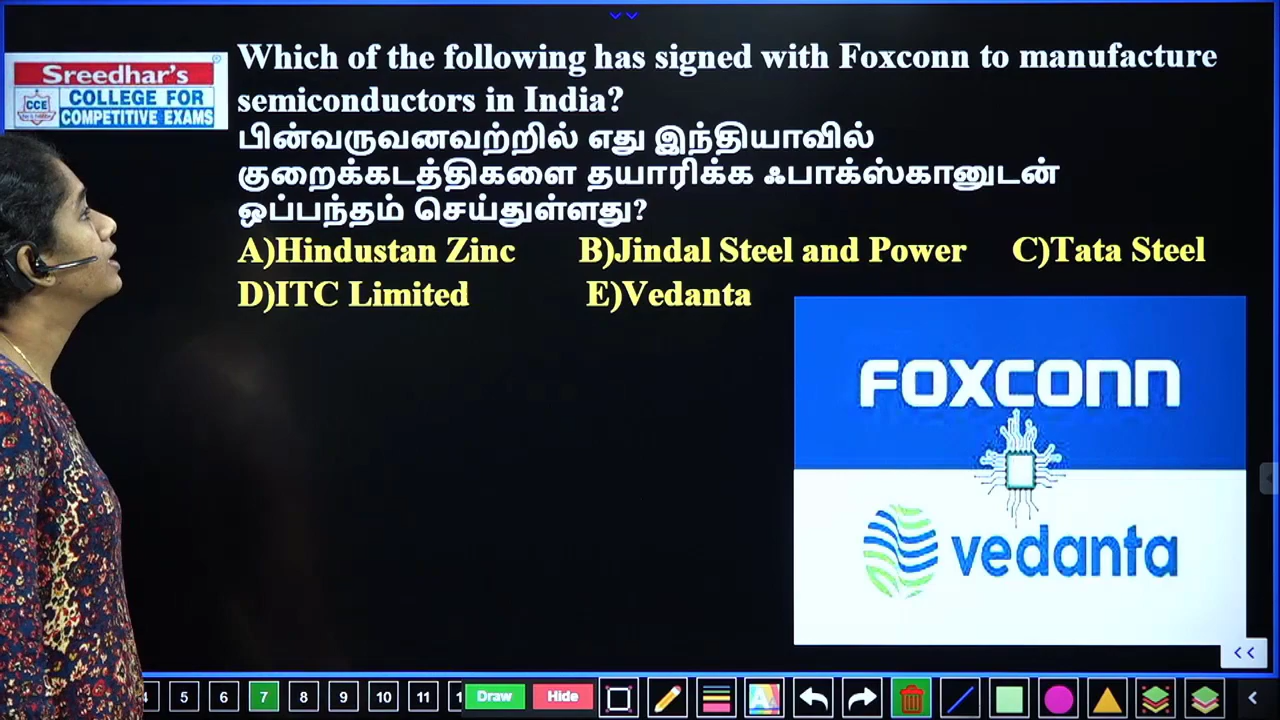 Which of the following has signed with Foxconn to manufacture
Sreedhar's
CCE
COLLEGE FOR
COMPETITIVE EXAMS
semiconductors in India?
பின்வருவனவற்றில் எது இந்தியாவில்
குறைக்கடத்திகளை தயாரிக்க ஃபாக்ஸ்கானுடன்
ஒப்பந்தம் செய்துள்ளது?
A)Hindustan Zinc B)Jindal Steel and Power C)Tata Steel
D)ITC Limited E)Vedanta
FOXCONN
vedanta
<<
4 5 6 7 8 9 10 11 1 Draw Hide A